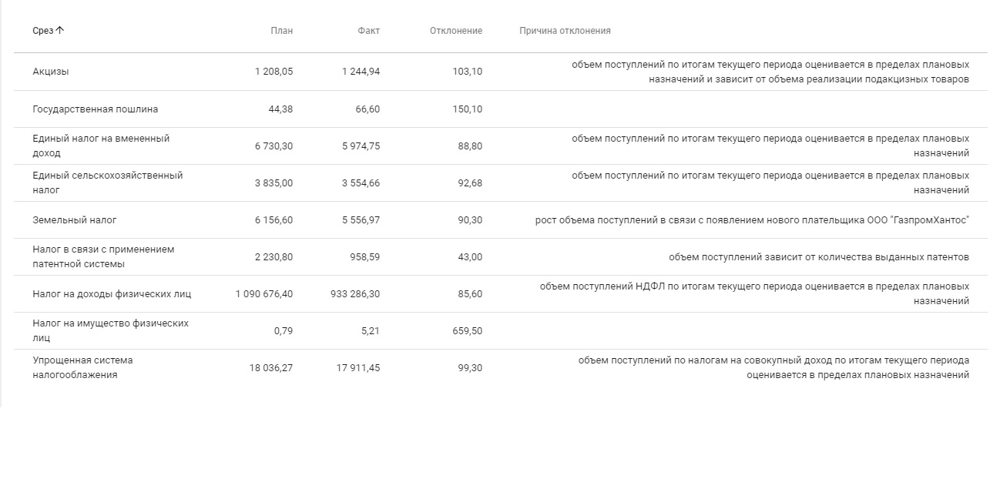 Срез План Факт Отклонение Причина отклонения
Акцизы 1 208,05 1 244,94 103,10 объем поступлений по итогам текущего периода оценивается в пределах плановых
назначений и зависит от объема реализации подакцизных товаров
Государственная пошлина 44,38 66,60 150,10
Единый налог на вмененный
доход
6 730,30 5 974,75 88,80
объем поступлений по итогам текущего периода оценивается в пределах плановых
назначений
Единый сельскохозяйственный
налог
3 835,00 3 554,66 92,68
объем поступлений по итогам текущего периода оценивается в пределах плановых
назначений
Земельный налог 6 156,60 5 556,97 90,30 рост объема поступлений в связи с появлением нового плательщика ООО "ГазпромХантос"
Налог в связи с применением
патентной системы
2 230,80 958,59 43,00 объем поступлений зависит от количества выданных патентов
Налог на доходы физических лиц 1 090 676,40 933 286,30 85,60
объем поступлений НДФЛ по итогам текущего периода оценивается в пределах плановых
назначений
Налог на имущество физических
лиц
0,79 5,21 659,50
Упрощенная система
налогооблажения
18 036,27 17 911,45 99,30
объем поступлений по налогам на совокупный доход по итогам текущего периода
оценивается в пределах плановых назначений